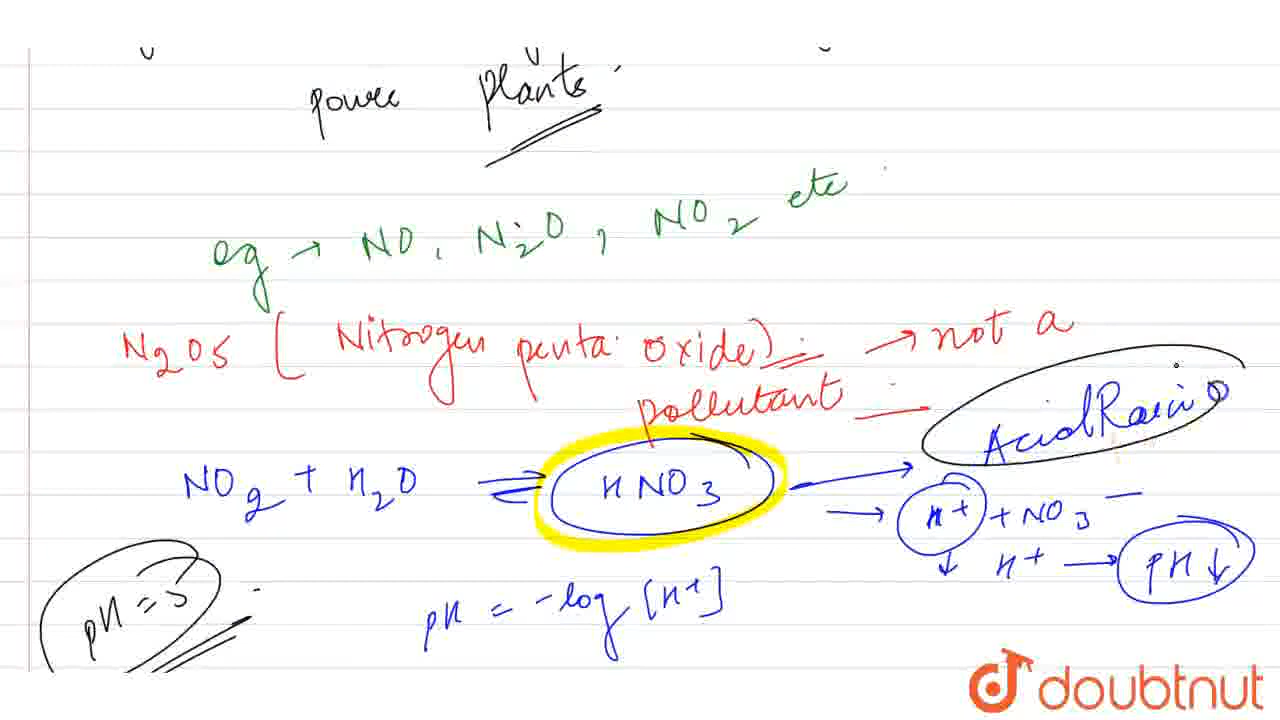 power plants.
eg → NO, N2O, NO2 etc
N2O5 ( Nitrogen penta oxide) → not a
pollutant —
Acid Rain
NO2 + H2O ⇌ HNO3 → H+ + NO3-
↓ H+ → pH ↓
pH = 5
pH = -log [H+]
doubtnut